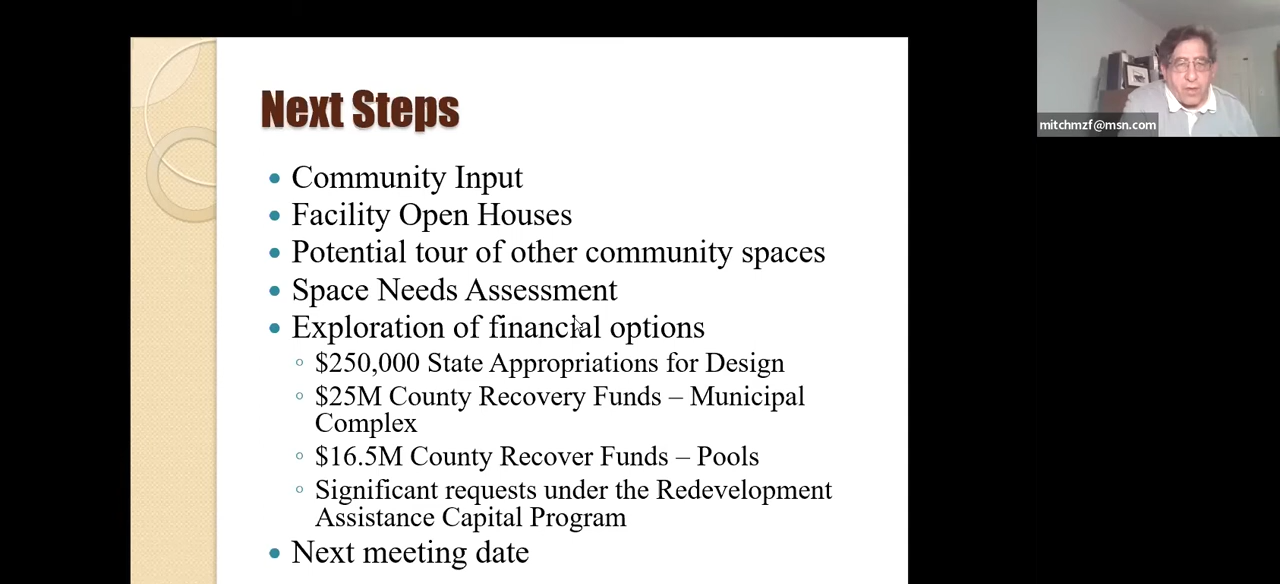 Next Steps
Community Input
Facility Open Houses
Potential tour of other community spaces
Space Needs Assessment
Exploration of financial options
$250,000 State Appropriations for Design
$25M County Recovery Funds – Municipal
Complex
$16.5M County Recover Funds – Pools
Significant requests under the Redevelopment
Assistance Capital Program
Next meeting date
mitchmzf@msn.com